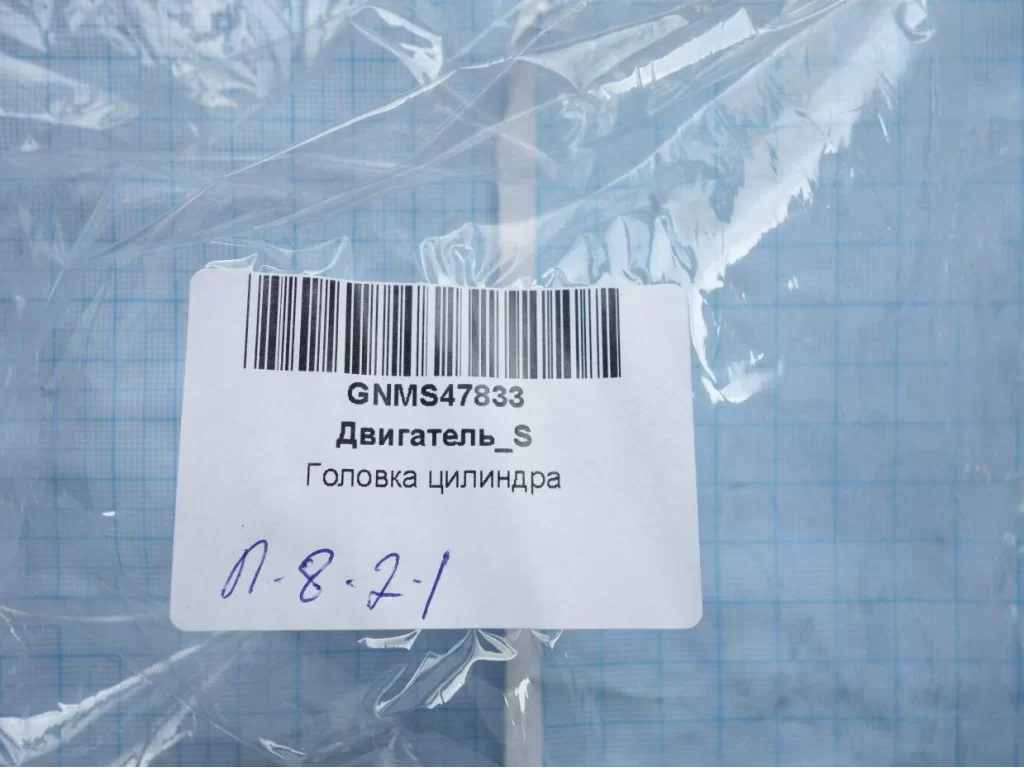 GNMS47833
Двигатель_S
Головка цилиндра
П.8.2.1